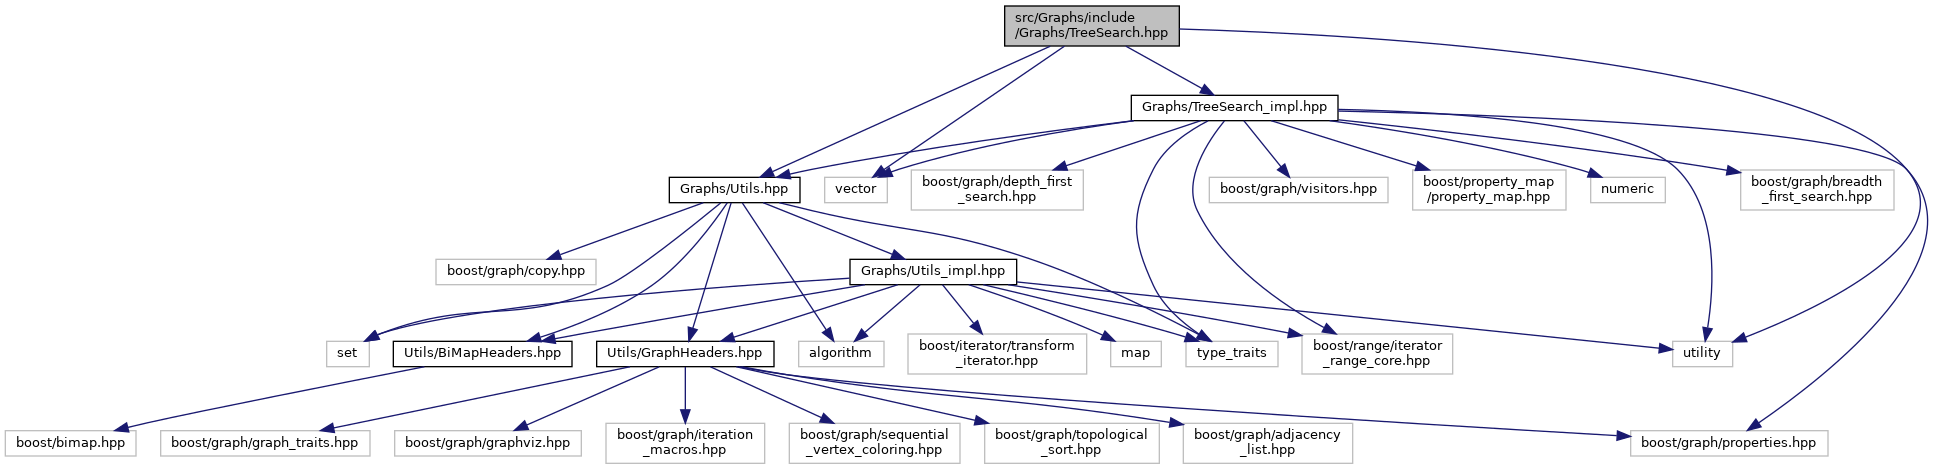 src/Graphs/include
/Graphs/TreeSearch.hpp
Graphs/TreeSearch_impl.hpp
Graphs/Utils.hpp
vector
boost/graph/depth_first
_search.hpp
boost/graph/visitors.hpp
boost/property_map
/property_map.hpp
numeric
boost/graph/breadth
_first_search.hpp
boost/graph/copy.hpp
Graphs/Utils_impl.hpp
set
Utils/BiMapHeaders.hpp
Utils/GraphHeaders.hpp
algorithm
boost/iterator/transform
_iterator.hpp
map
type_traits
boost/range/iterator
_range_core.hpp
utility
boost/bimap.hpp
boost/graph/graph_traits.hpp
boost/graph/graphviz.hpp
boost/graph/iteration
_macros.hpp
boost/graph/sequential
_vertex_coloring.hpp
boost/graph/topological
_sort.hpp
boost/graph/adjacency
_list.hpp
boost/graph/properties.hpp